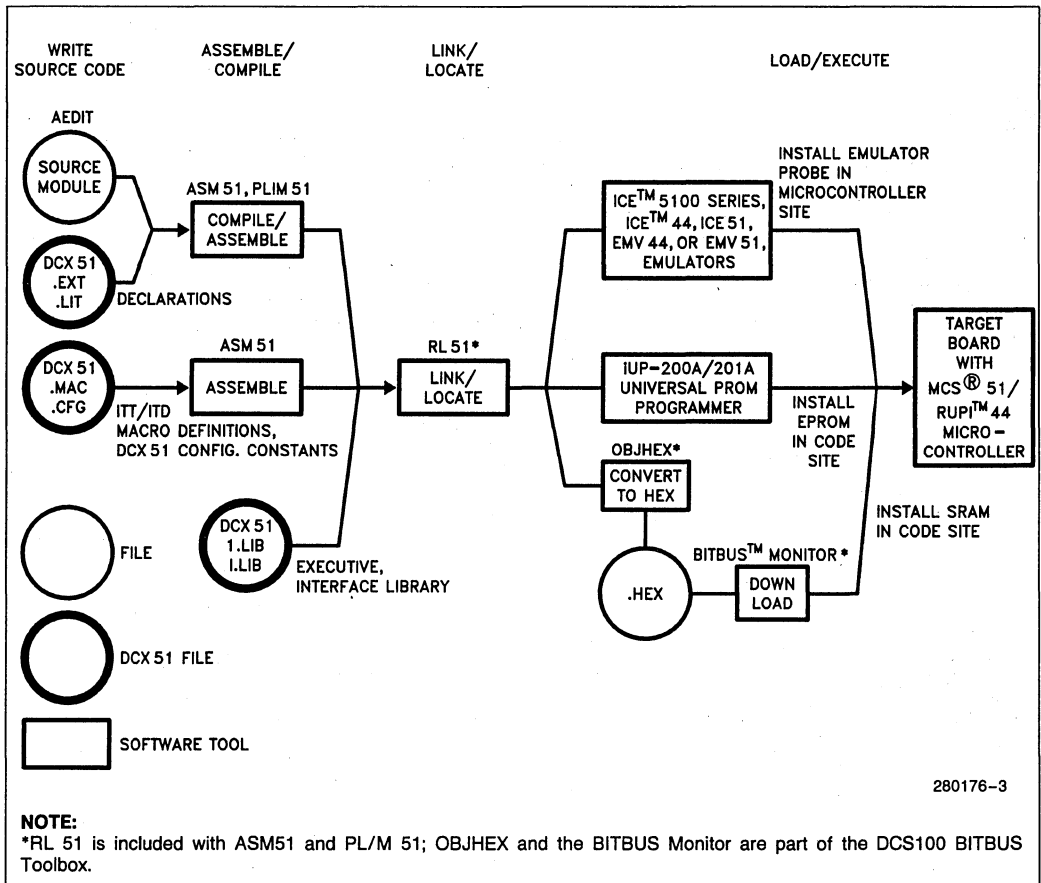 WRITE
SOURCE CODE
ASSEMBLE/
COMPILE
LINK/
LOCATE
LOAD/EXECUTE
AEDIT
SOURCE
MODULE
DCX 51
.EXT
.LIT
DECLARATIONS
ASM 51, PLIM 51
COMPILE/
ASSEMBLE
DCX 51
.MAC
.CFG
ITT/ITD
MACRO DEFINITIONS,
DCX 51 CONFIG. CONSTANTS
ASM 51
ASSEMBLE
DCX 51
1.LIB
I.LIB
EXECUTIVE,
INTERFACE LIBRARY
RL 51*
LINK/
LOCATE
ICE™ 5100 SERIES,
ICE™ 44, ICE 51,
EMV 44, OR EMV 51,
EMULATORS
INSTALL EMULATOR
PROBE IN
MICROCONTROLLER
SITE
iUP-200A/201A
UNIVERSAL PROM
PROGRAMMER
INSTALL
EPROM
IN CODE
SITE
OBJHEX*
CONVERT
TO HEX
.HEX
BITBUS™ MONITOR *
DOWN
LOAD
INSTALL SRAM
IN CODE SITE
TARGET
BOARD
WITH
MCS® 51/
RUPI™ 44
MICRO-
CONTROLLER
FILE
DCX 51 FILE
SOFTWARE TOOL
280176-3
NOTE:
*RL 51 is included with ASM51 and PL/M 51; OBJHEX and the BITBUS Monitor are part of the DCS100 BITBUS
Toolbox.